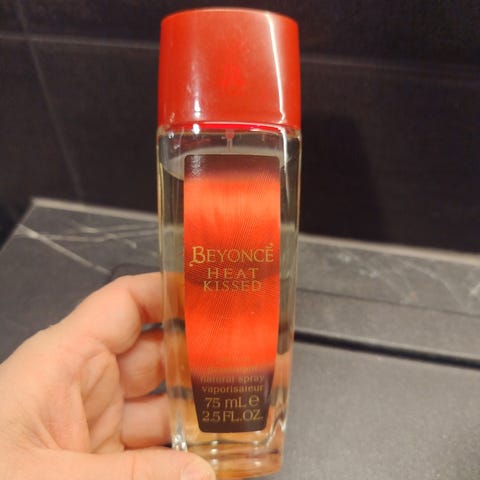 BEYONCÉ
HEAT
KISSED
natural spray
vaporisateur
75 mL e
2.5 FL.OZ.